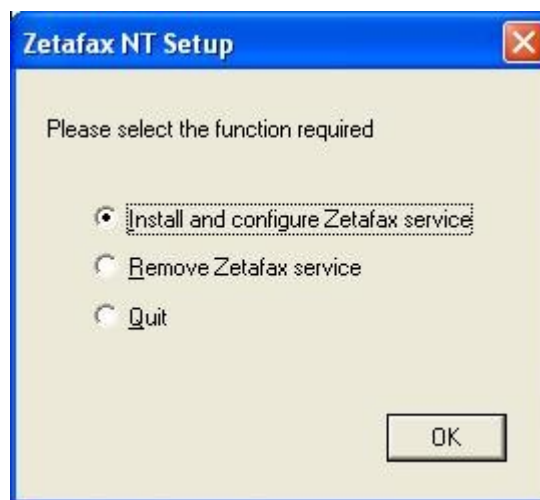 Zetafax NT Setup
Please select the function required
Install and configure Zetafax service
Remove Zetafax service
Quit
OK